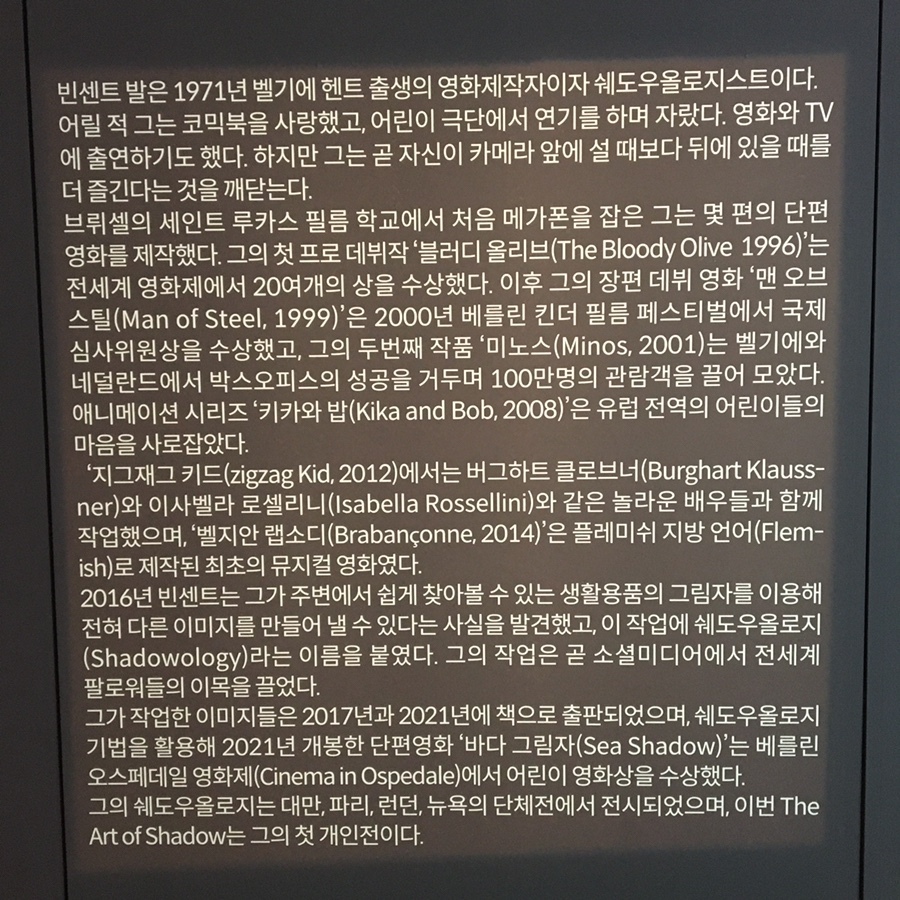 빈센트 발은 1971년 벨기에 헨트 출생의 영화제작자이자 쉐도우올로지스트이다.
어릴 적 그는 코믹북을 사랑했고, 어린이 극단에서 연기를 하며 자랐다. 영화와 TV
에 출연하기도 했다. 하지만 그는 곧 자신이 카메라 앞에 설 때보다 뒤에 있을 때를
더 즐긴다는 것을 깨닫는다.
브뤼셀의 세인트 루카스 필름 학교에서 처음 메가폰을 잡은 그는 몇 편의 단편
영화를 제작했다. 그의 첫 프로 데뷔작 ‘블러디 올리브(The Bloody Olive 1996)’는
전세계 영화제에서 20여개의 상을 수상했다. 이후 그의 장편 데뷔 영화 ‘맨 오브
스틸(Man of Steel, 1999)’은 2000년 베를린 킨더 필름 페스티벌에서 국제
심사위원상을 수상했고, 그의 두번째 작품 ‘미노스(Minos, 2001)는 벨기에와
네덜란드에서 박스오피스의 성공을 거두며 100만명의 관람객을 끌어 모았다.
애니메이션 시리즈 ‘키카와 밥(Kika and Bob, 2008)’은 유럽 전역의 어린이들의
마음을 사로잡았다.
‘지그재그 키드(zigzag Kid, 2012)에서는 버그하트 클로브너(Burghart Klauss-
ner)와 이사벨라 로셀리니(Isabella Rossellini)와 같은 놀라운 배우들과 함께
작업했으며, ‘벨지안 랩소디(Brabançonne, 2014)’은 플레미쉬 지방 언어(Flem-
ish)로 제작된 최초의 뮤지컬 영화였다.
2016년 빈센트는 그가 주변에서 쉽게 찾아볼 수 있는 생활용품의 그림자를 이용해
전혀 다른 이미지를 만들어 낼 수 있다는 사실을 발견했고, 이 작업에 쉐도우올로지
(Shadowology)라는 이름을 붙였다. 그의 작업은 곧 소셜미디어에서 전세계
팔로워들의 이목을 끌었다.
그가 작업한 이미지들은 2017년과 2021년에 책으로 출판되었으며, 쉐도우올로지
기법을 활용해 2021년 개봉한 단편영화 ‘바다 그림자(Sea Shadow)’는 베를린
오스페데일 영화제(Cinema in Ospedale)에서 어린이 영화상을 수상했다.
그의 쉐도우올로지는 대만, 파리, 런던, 뉴욕의 단체전에서 전시되었으며, 이번 The
Art of Shadow는 그의 첫 개인전이다.